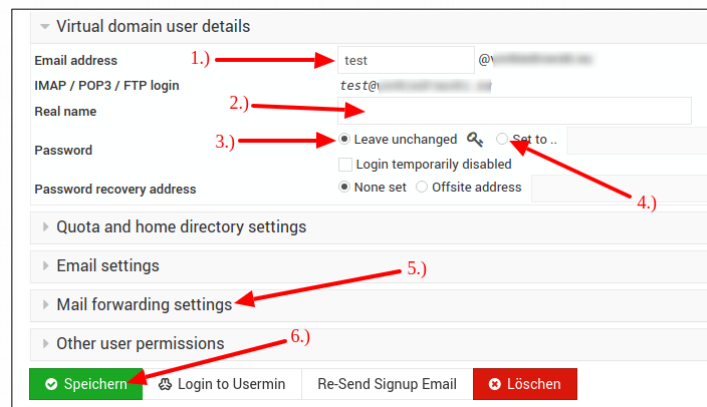 Virtual domain user details
Email address 1.) test @
IMAP / POP3 / FTP login test@
Real name 2.)
Password 3.) Leave unchanged Set to ..
Login temporarily disabled
Password recovery address None set Offsite address 4.)
Quota and home directory settings
Email settings 5.)
Mail forwarding settings
Other user permissions 6.)
Speichern Login to Usermin Re-Send Signup Email Löschen